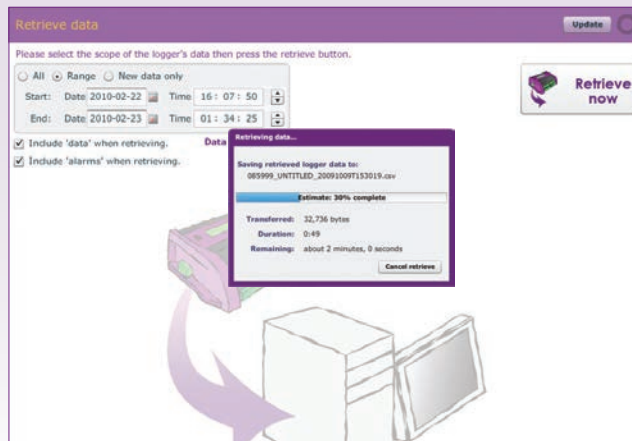 Retrieve data
Update
Please select the scope of the logger's data then press the retrieve button.
All Range New data only
Start: Date 2010-02-22 Time 16 : 07 : 50
End: Date 2010-02-23 Time 01 : 34 : 25
Retrieve
now
Include 'data' when retrieving.
Data
Include 'alarms' when retrieving.
Retrieving data...
Saving retrieved logger data to:
085999_UNTITLED_20091009T153019.csv
Estimate: 30% complete
Transferred: 32,736 bytes
Duration: 0:49
Remaining: about 2 minutes, 0 seconds
Cancel retrieve